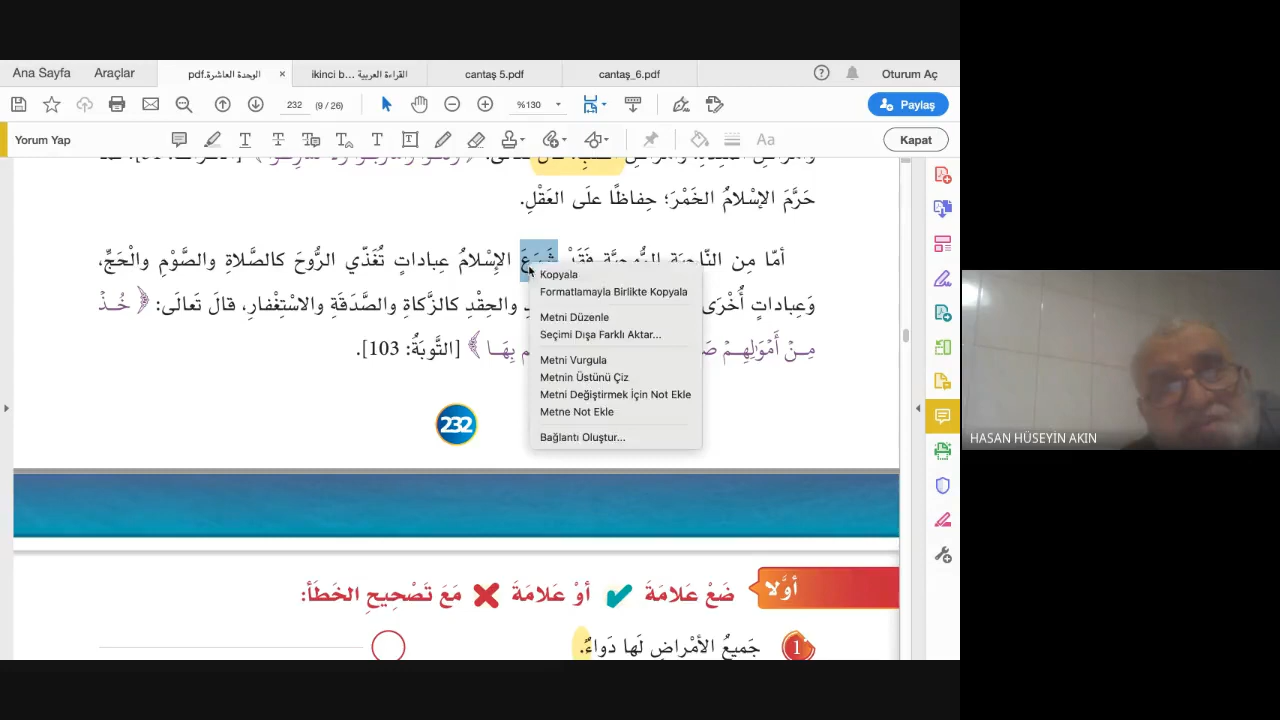 Ana Sayfa Araçlar الوحدة العاشرة.pdf × ikinci b... القراءة العربية cantaş 5.pdf cantaş_6.pdf Oturum Aç
232 (9 / 26) %130 Paylaş
Yorum Yap Kapat
حَرَّمَ الإسْلامُ الخَمْرَ؛ حِفاظًا علَى العَقْلِ.
أمّا مِن النّاحِيَةِ الرُّوحِيَّةِ فَقَدْ شَرَعَ الإسْلامُ عِباداتٍ تُغَذّي الرُّوحَ كالصَّلاةِ والصَّوْمِ والْحَجِّ،
وَعِباداتٍ أُخْرَى والحِقْدِ كالزَّكاةِ والصَّدَقَةِ والاسْتِغْفارِ، قالَ تَعالَى: ﴿ خُذْ
مِنْ أَمْوَٰلِهِمْ بِهَا ﴾ [التَّوبَةُ: 103].
Kopyala
Formatlamayla Birlikte Kopyala
Metni Düzenle
Seçimi Dışa Farklı Aktar...
Metni Vurgula
Metnin Üstünü Çiz
Metni Değiştirmek İçin Not Ekle
Metne Not Ekle
Bağlantı Oluştur...
232
أوَّلا ضَعْ عَلامَةَ ✔ أوْ عَلامَةَ ✖ مَعَ تَصْحِيحِ الخَطَأ:
1 جَميعُ الأمْراضِ لَها دَواءٌ.
HASAN HÜSEYİN AKIN